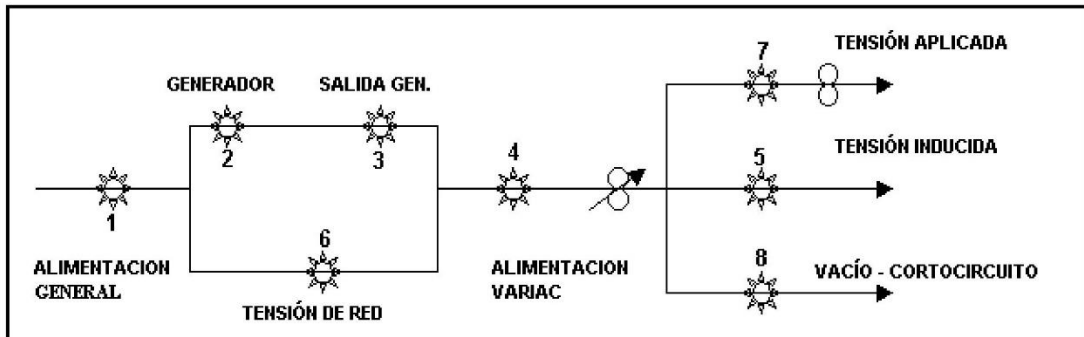 7
TENSIÓN APLICADA
GENERADOR
SALIDA GEN.
2
3
4
5
TENSIÓN INDUCIDA
1
6
8
ALIMENTACION
GENERAL
TENSIÓN DE RED
ALIMENTACION
VARIAC
VACÍO - CORTOCIRCUITO